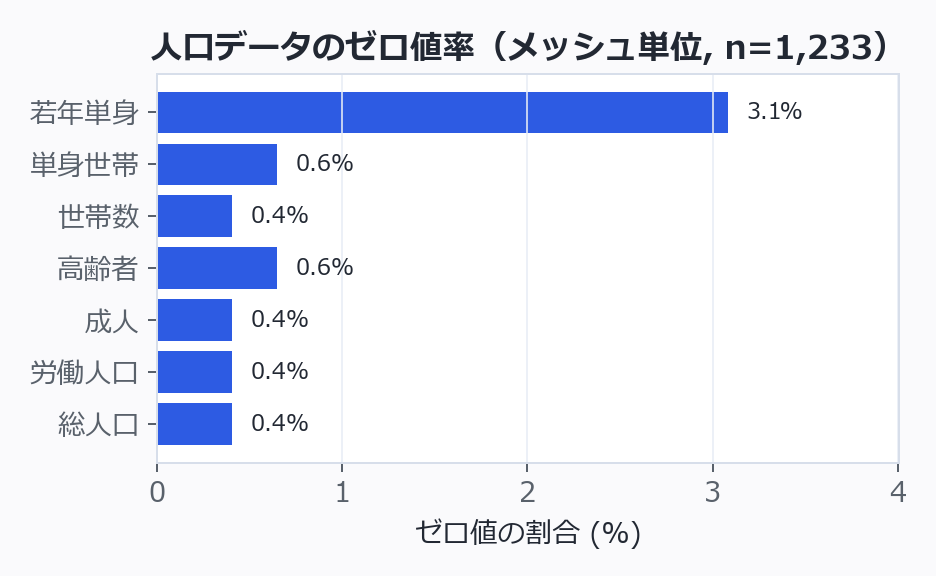 人口データのゼロ値率（メッシュ単位, n=1,233）
若年単身 3.1%
単身世帯 0.6%
世帯数 0.4%
高齢者 0.6%
成人 0.4%
労働人口 0.4%
総人口 0.4%
0 1 2 3 4
ゼロ値の割合 (%)